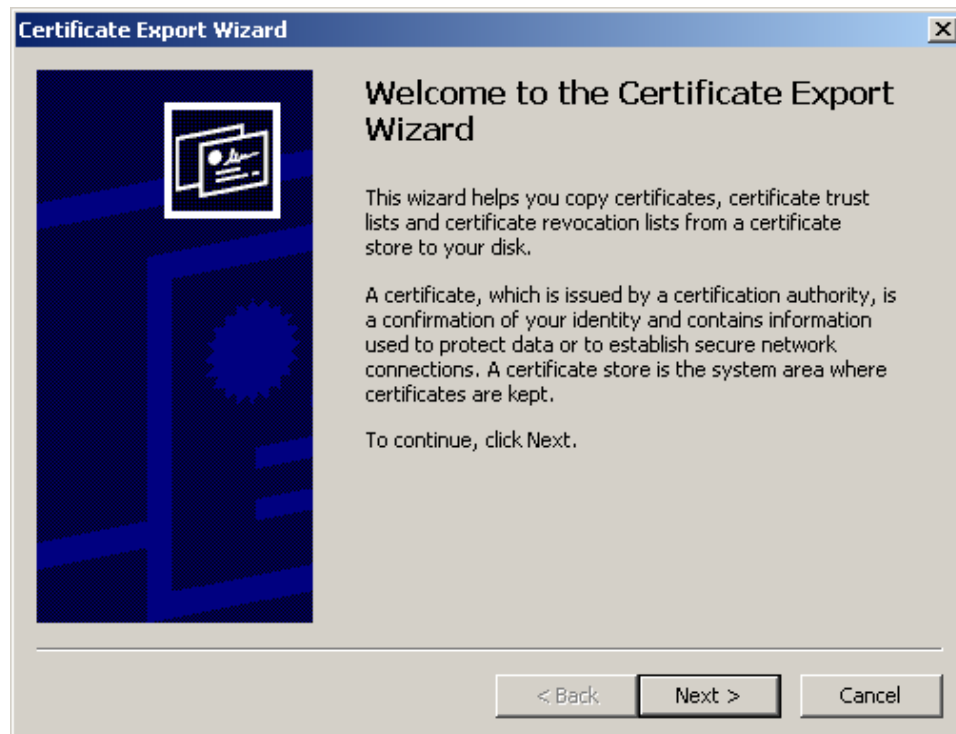 Certificate Export Wizard
Welcome to the Certificate Export
Wizard
This wizard helps you copy certificates, certificate trust
lists and certificate revocation lists from a certificate
store to your disk.
A certificate, which is issued by a certification authority, is
a confirmation of your identity and contains information
used to protect data or to establish secure network
connections. A certificate store is the system area where
certificates are kept.
To continue, click Next.
< Back
Next >
Cancel